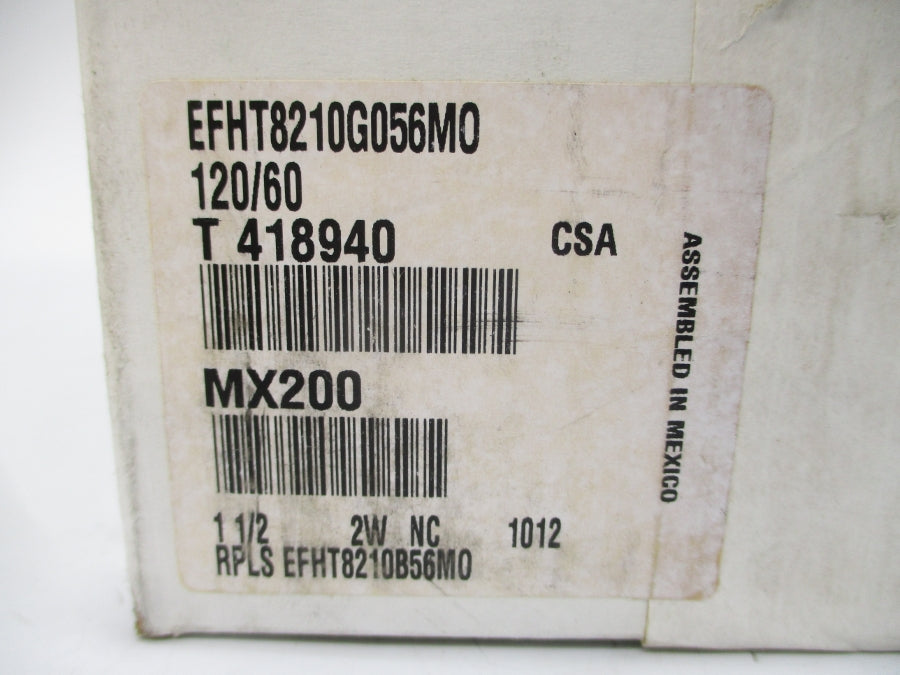 EFHT8210G056MO
120/60
T 418940 CSA
MX200
1 1/2 2W NC 1012
RPLS EFHT8210B56MO
ASSEMBLED IN MEXICO